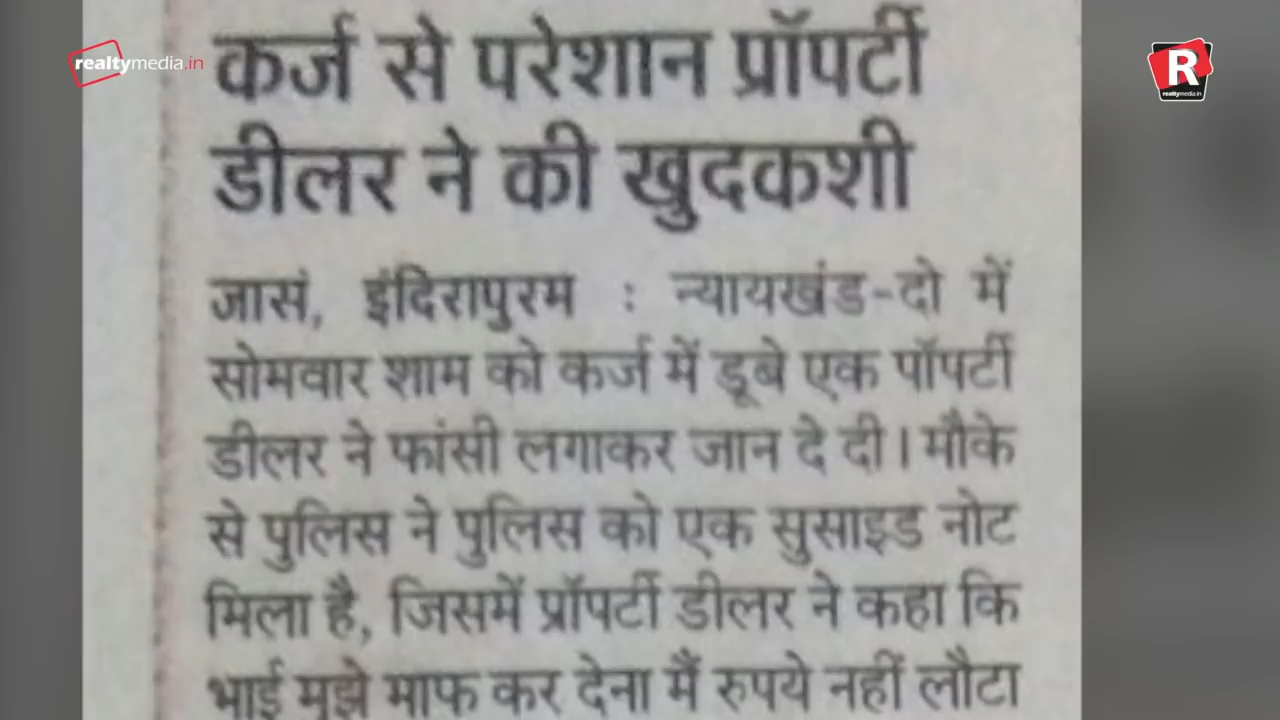 realtymedia.in
R
realtymedia.in
कर्ज से परेशान प्रॉपर्टी
डीलर ने की खुदकशी
जासं, इंदिरापुरम : न्यायखंड-दो में
सोमवार शाम को कर्ज में डूबे एक पॉपर्टी
डीलर ने फांसी लगाकर जान दे दी। मौके
से पुलिस ने पुलिस को एक सुसाइड नोट
मिला है, जिसमें प्रॉपर्टी डीलर ने कहा कि
भाई मुझे माफ कर देना मैं रुपये नहीं लौटा